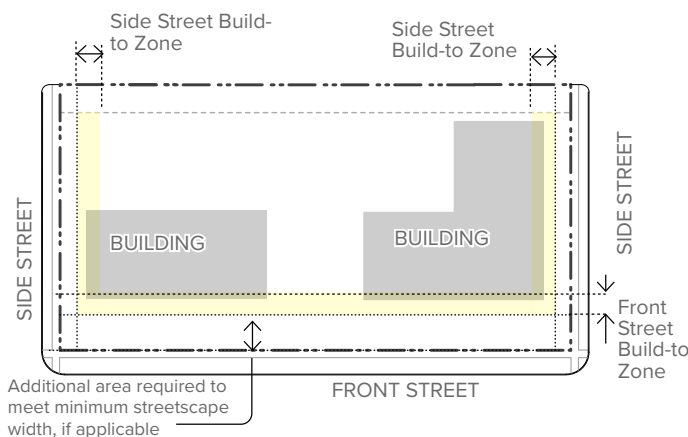 Side Street Build-
to Zone
Side Street
Build-to Zone
SIDE STREET
BUILDING
BUILDING
SIDE STREET
Front
Street
Build-to
Zone
Additional area required to
meet minimum streetscape
width, if applicable
FRONT STREET